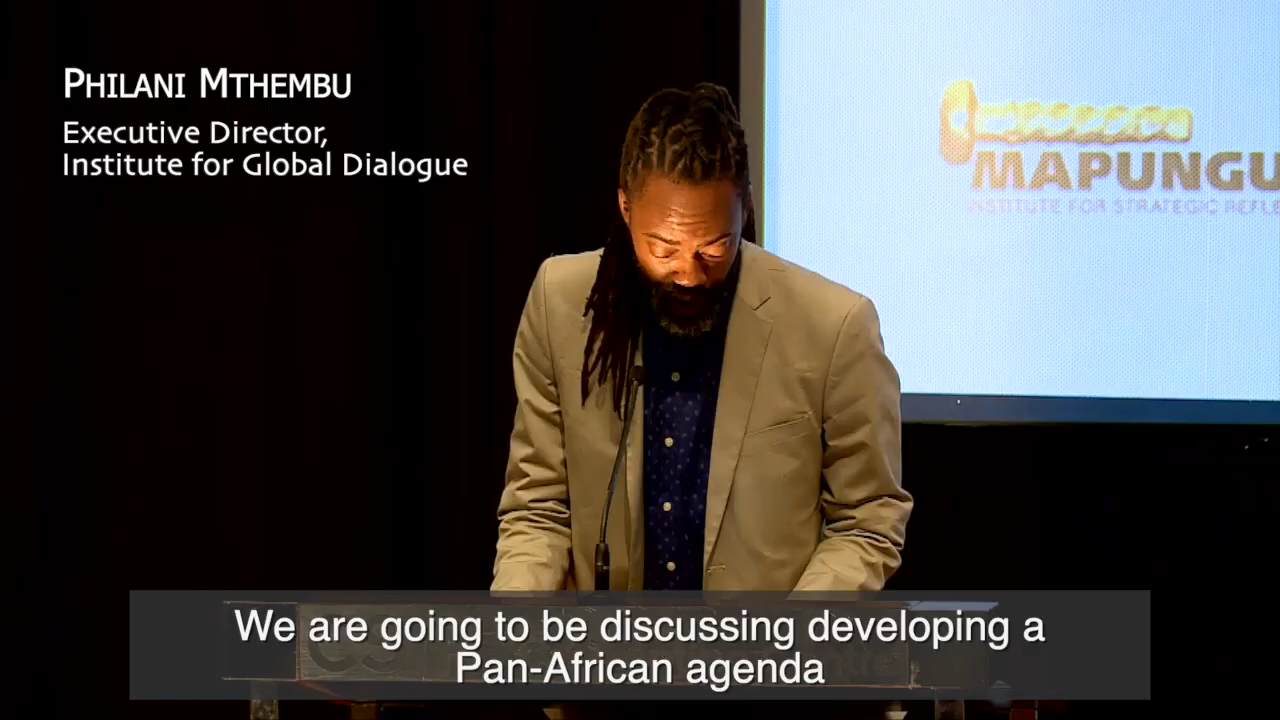 PHILANI MTHEMBU
Executive Director,
Institute for Global Dialogue
MAPUNGU
INSTITUTE FOR STRATEGIC REFLE
We are going to be discussing developing a
Pan-African agenda